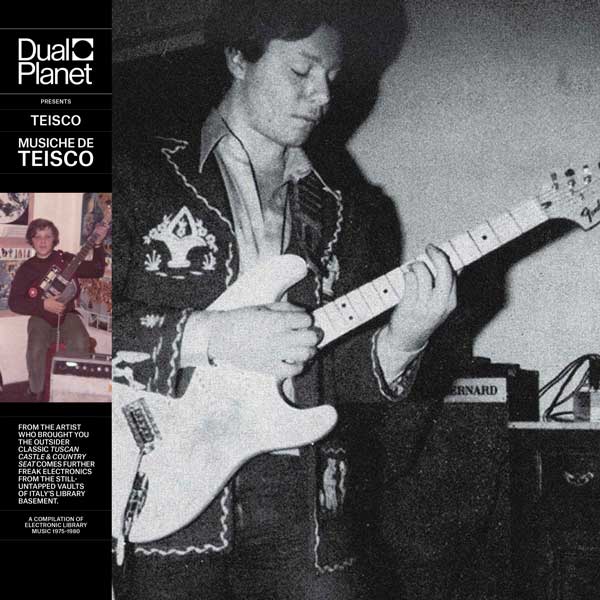 Dual
Planet
PRESENTS
TEISCO
MUSICHE DE
TEISCO
FROM THE ARTIST
WHO BROUGHT YOU
THE OUTSIDER
CLASSIC TUSCAN
CASTLE & COUNTRY
SEAT COMES FURTHER
FREAK ELECTRONICS
FROM THE STILL-
UNTAPPED VAULTS
OF ITALY'S LIBRARY
BASEMENT.
A COMPILATION OF
ELECTRONIC LIBRARY
MUSIC 1975-1980
Fender
ERNARD